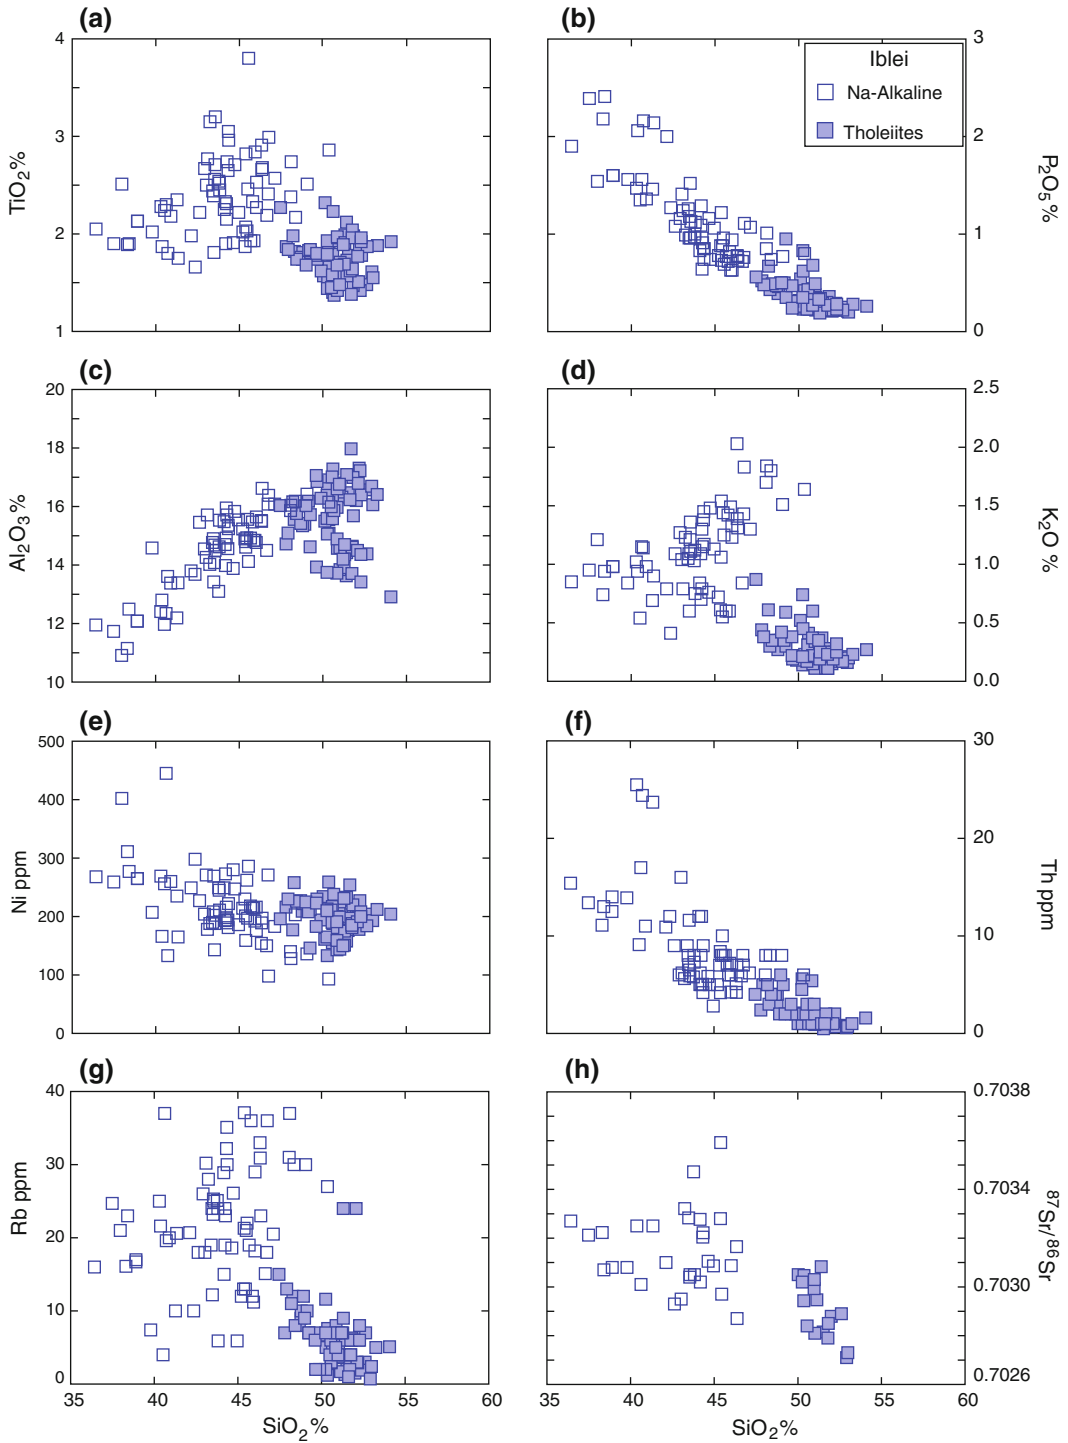 (a)
(b)
4
3
2
1
TiO2%
3
2
1
0
P2O5%
Iblei
Na-Alkaline
Tholeiites
(c)
(d)
20
18
16
14
12
10
Al2O3%
2.5
2.0
1.5
1.0
0.5
0.0
K2O %
(e)
(f)
500
400
300
200
100
0
Ni ppm
30
20
10
0
Th ppm
(g)
(h)
40
30
20
10
0
Rb ppm
0.7038
0.7034
0.7030
0.7026
87Sr/86Sr
35 40 45 50 55 60
40 45 50 55 60
SiO2%
SiO2%